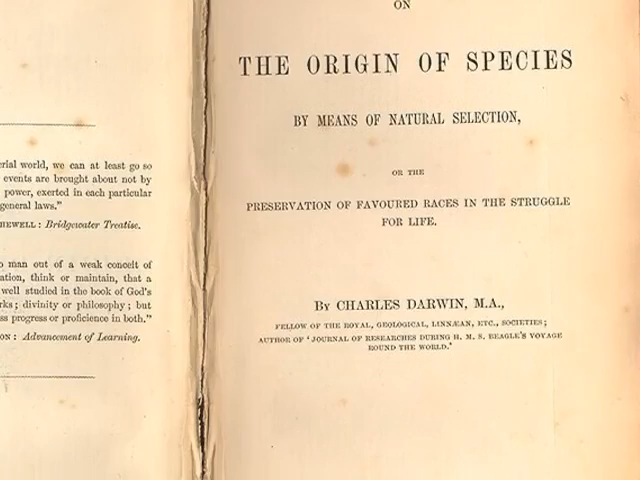 erial world, we can at least go so
events are brought about not by
power, exerted in each particular
general laws."
HEWELL: Bridgewater Treatise.
man out of a weak conceit of
ation, think or maintain, that a
well studied in the book of God's
rks; divinity or philosophy; but
ss progress or proficience in both."
ON: Advancement of Learning.
ON
THE ORIGIN OF SPECIES
BY MEANS OF NATURAL SELECTION,
OR THE
PRESERVATION OF FAVOURED RACES IN THE STRUGGLE
FOR LIFE.
BY CHARLES DARWIN, M.A.,
FELLOW OF THE ROYAL, GEOLOGICAL, LINNÆAN, ETC., SOCIETIES;
AUTHOR OF 'JOURNAL OF RESEARCHES DURING H. M. S. BEAGLE'S VOYAGE
ROUND THE WORLD.'